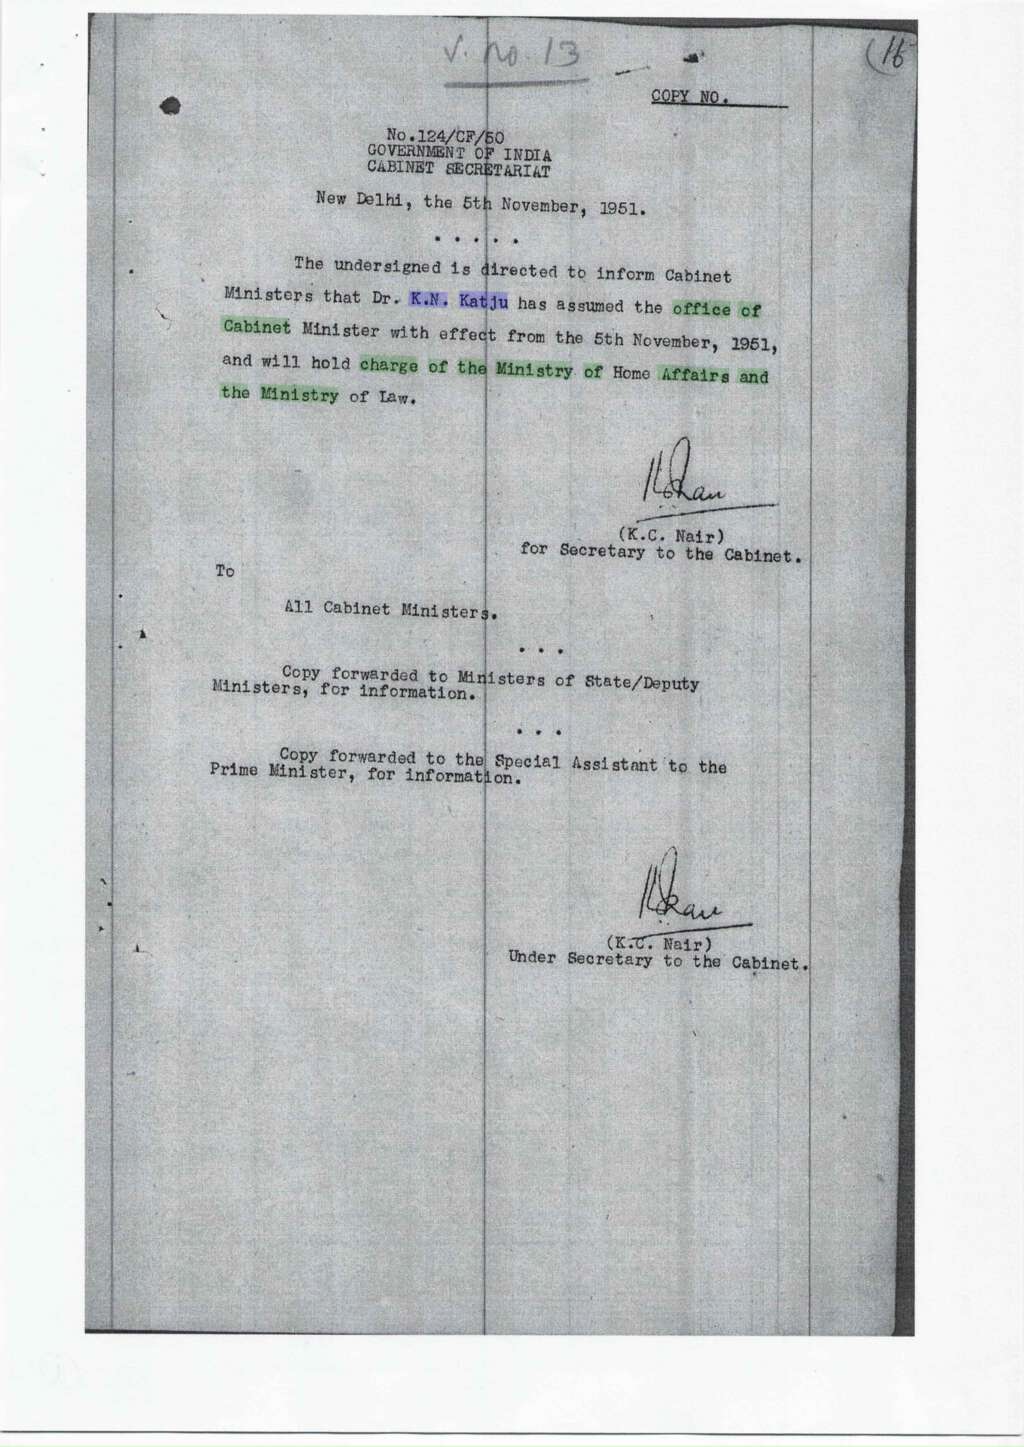 V. No. 13
(16
COPY NO.
No.124/CF/50
GOVERNMENT OF INDIA
CABINET SECRETARIAT
New Delhi, the 5th November, 1951.
.....
The undersigned is directed to inform Cabinet
Ministers that Dr. K.N. Katju has assumed the office of
Cabinet Minister with effect from the 5th November, 1951,
and will hold charge of the Ministry of Home Affairs and
the Ministry of Law.
(K.C. Nair)
for Secretary to the Cabinet.
To
All Cabinet Ministers.
...
Copy forwarded to Ministers of State/Deputy
Ministers, for information.
...
Copy forwarded to the Special Assistant to the
Prime Minister, for information.
(K.C. Nair)
Under Secretary to the Cabinet.